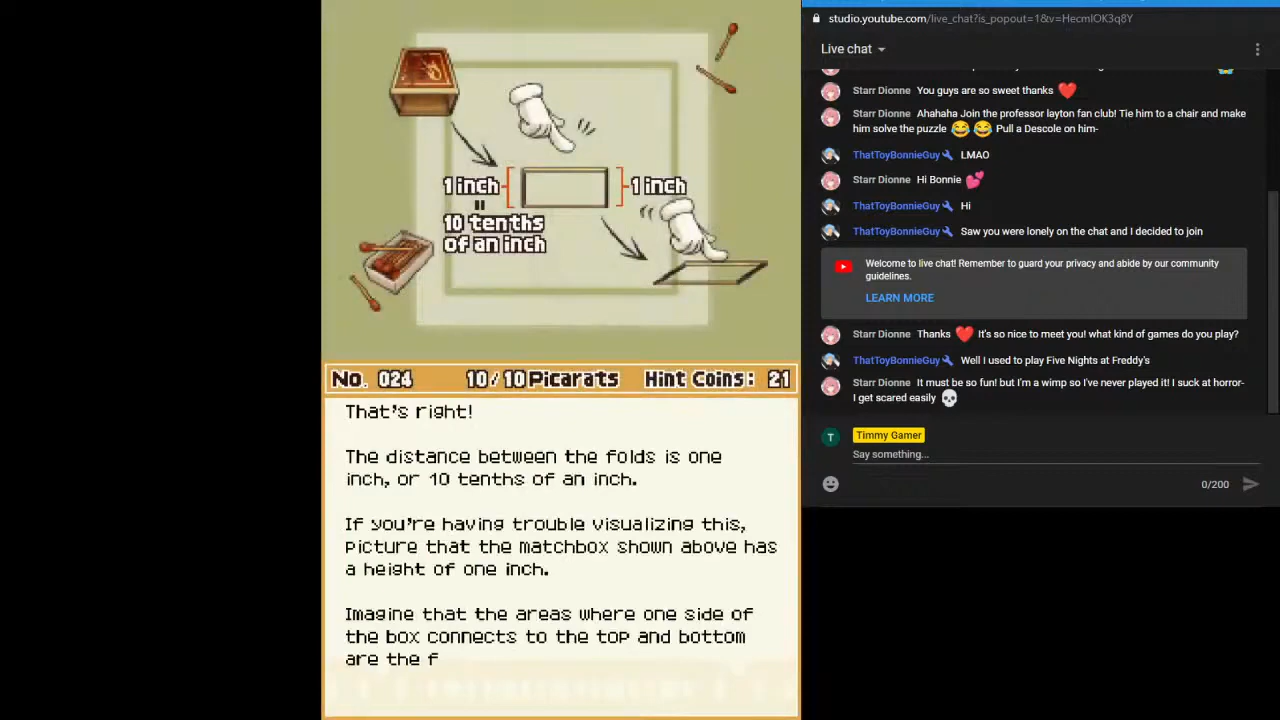 1 inch
1 inch
10 tenths
of an inch
No. 024 10/10 Picarats Hint Coins: 21
That's right!
The distance between the folds is one
inch, or 10 tenths of an inch.
If you're having trouble visualizing this,
picture that the matchbox shown above has
a height of one inch.
Imagine that the areas where one side of
the box connects to the top and bottom
are the f
studio.youtube.com/live_chat?is_popout=1&v=HecmIOK3q8Y
Live chat
Starr Dionne You guys are so sweet thanks ❤️
Starr Dionne Ahahaha Join the professor layton fan club! Tie him to a chair and make
him solve the puzzle 😂 😂 Pull a Descole on him-
ThatToyBonnieGuy LMAO
Starr Dionne Hi Bonnie 💕
ThatToyBonnieGuy Hi
ThatToyBonnieGuy Saw you were lonely on the chat and I decided to join
Welcome to live chat! Remember to guard your privacy and abide by our community
guidelines.
LEARN MORE
Starr Dionne Thanks ❤️ It's so nice to meet you! what kind of games do you play?
ThatToyBonnieGuy Well I used to play Five Nights at Freddy's
Starr Dionne It must be so fun! but I'm a wimp so I've never played it! I suck at horror-
I get scared easily 💀
T
Timmy Gamer
Say something...
0/200